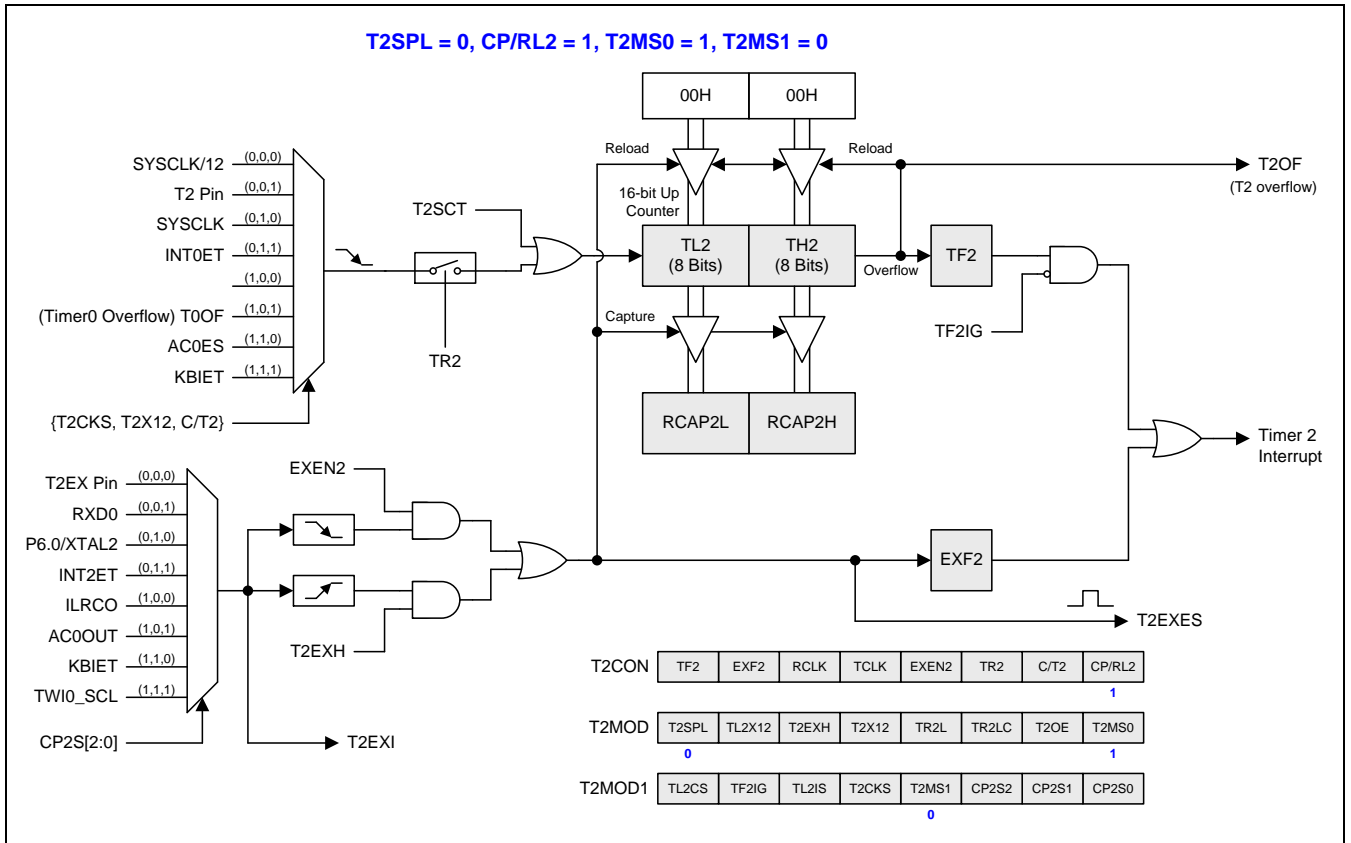 T2SPL = 0, CP/RL2 = 1, T2MS0 = 1, T2MS1 = 0
00H 00H
Reload Reload
SYSCLK/12 (0,0,0)
T2 Pin (0,0,1)
SYSCLK (0,1,0)
INT0ET (0,1,1)
(1,0,0)
(Timer0 Overflow) T0OF (1,0,1)
AC0ES (1,1,0)
KBIET (1,1,1)
{T2CKS, T2X12, C/T2}
TR2
T2SCT
16-bit Up
Counter
TL2
(8 Bits)
TH2
(8 Bits)
Overflow
TF2
T2OF
(T2 overflow)
TF2IG
Capture
RCAP2L RCAP2H
Timer 2
Interrupt
T2EX Pin (0,0,0)
RXD0 (0,0,1)
P6.0/XTAL2 (0,1,0)
INT2ET (0,1,1)
ILRCO (1,0,0)
AC0OUT (1,0,1)
KBIET (1,1,0)
TWI0_SCL (1,1,1)
CP2S[2:0]
EXEN2
T2EXH
T2EXI
EXF2
T2EXES
T2CON TF2 EXF2 RCLK TCLK EXEN2 TR2 C/T2 CP/RL2
1
T2MOD T2SPL TL2X12 T2EXH T2X12 TR2L TR2LC T2OE T2MS0
0 1
T2MOD1 TL2CS TF2IG TL2IS T2CKS T2MS1 CP2S2 CP2S1 CP2S0
0